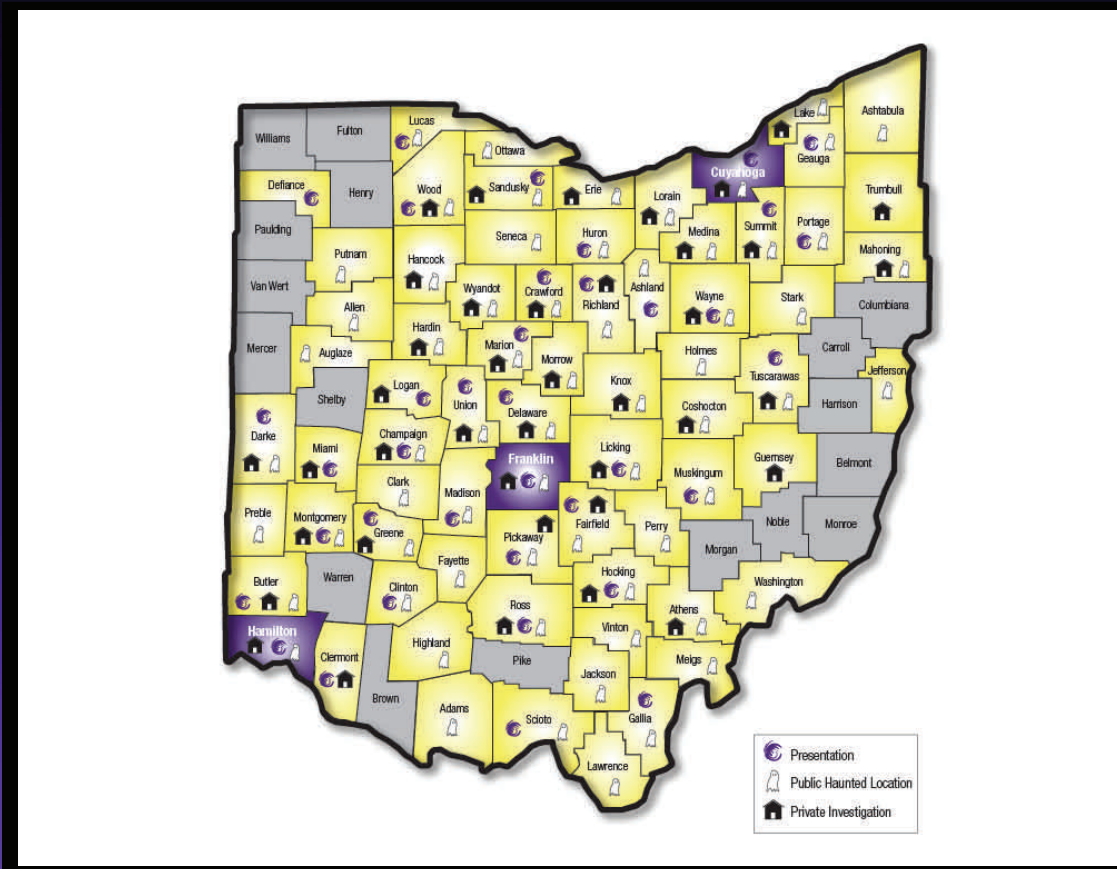 Lake
Ashtabula
Lucas
Fulton
Williams
Ottawa
Geauga
Cuyahoga
Defiance
Henry
Wood
Sandusky
Erie
Lorain
Trumbull
Paulding
Seneca
Huron
Medina
Summit
Portage
Putnam
Hancock
Mahoning
Van Wert
Wyandot
Crawford
Richland
Ashland
Wayne
Stark
Columbiana
Allen
Hardin
Marion
Morrow
Mercer
Auglaze
Holmes
Carroll
Tuscarawas
Jefferson
Logan
Knox
Shelby
Union
Delaware
Coshocton
Harrison
Darke
Champaign
Miami
Franklin
Licking
Guernsey
Belmont
Clark
Muskingum
Madison
Preble
Montgomery
Greene
Pickaway
Fairfield
Perry
Noble
Monroe
Morgan
Fayette
Butler
Warren
Clinton
Hocking
Washington
Ross
Athens
Hamilton
Vinton
Highland
Clermont
Pike
Meigs
Jackson
Brown
Adams
Scioto
Gallia
Lawrence
Presentation
Public Haunted Location
Private Investigation